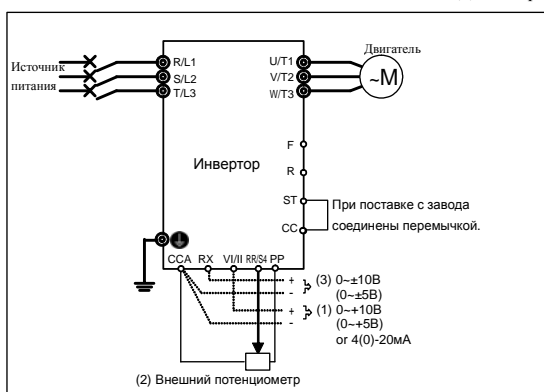 R/L1
S/L2
T/L3
Источник
питания
U/T1
V/T2
W/T3
Двигатель
~M
F
R
ST
CC
Инвертор
При поставке с завода
соединены перемычкой.
CCA RX VI/II RR/S4 PP
+ (3) 0~±10В
- (0~±5В)
+ (1) 0~+10В
- (0~+5В)
or 4(0)-20мА
(2) Внешний потенциометр